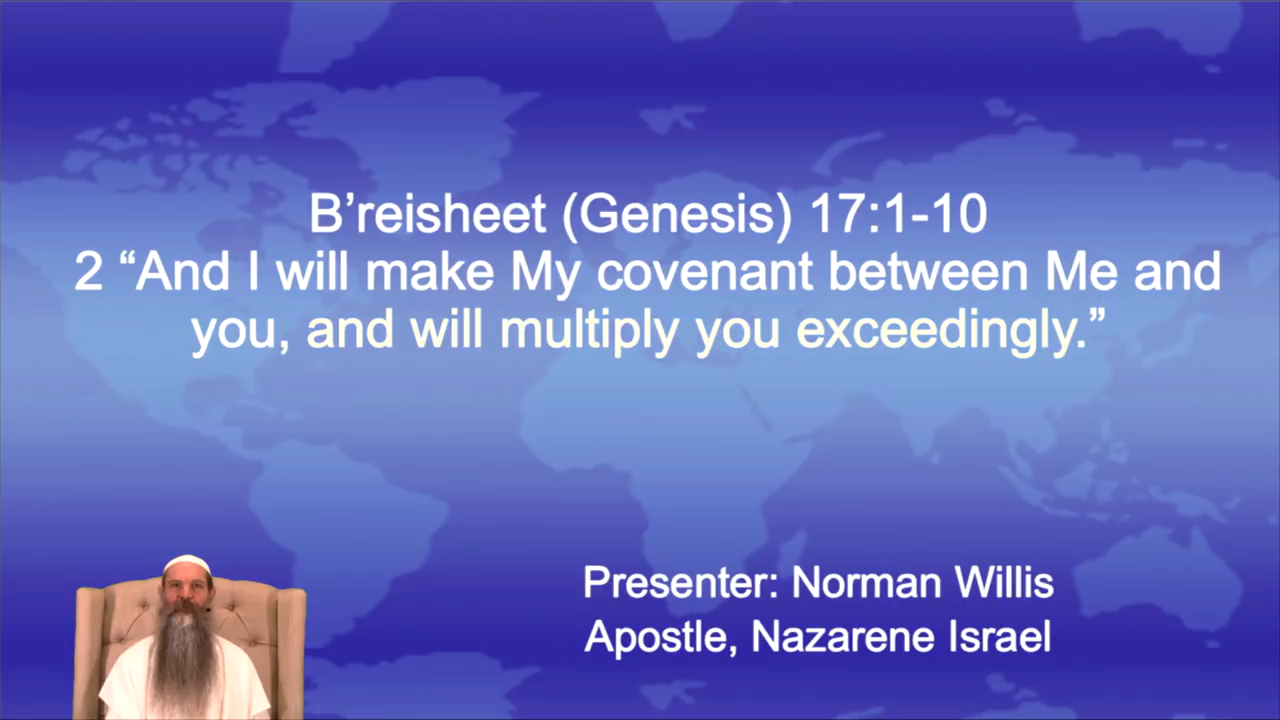 B’reisheet (Genesis) 17:1-10
2 “And I will make My covenant between Me and
you, and will multiply you exceedingly.”
Presenter: Norman Willis
Apostle, Nazarene Israel